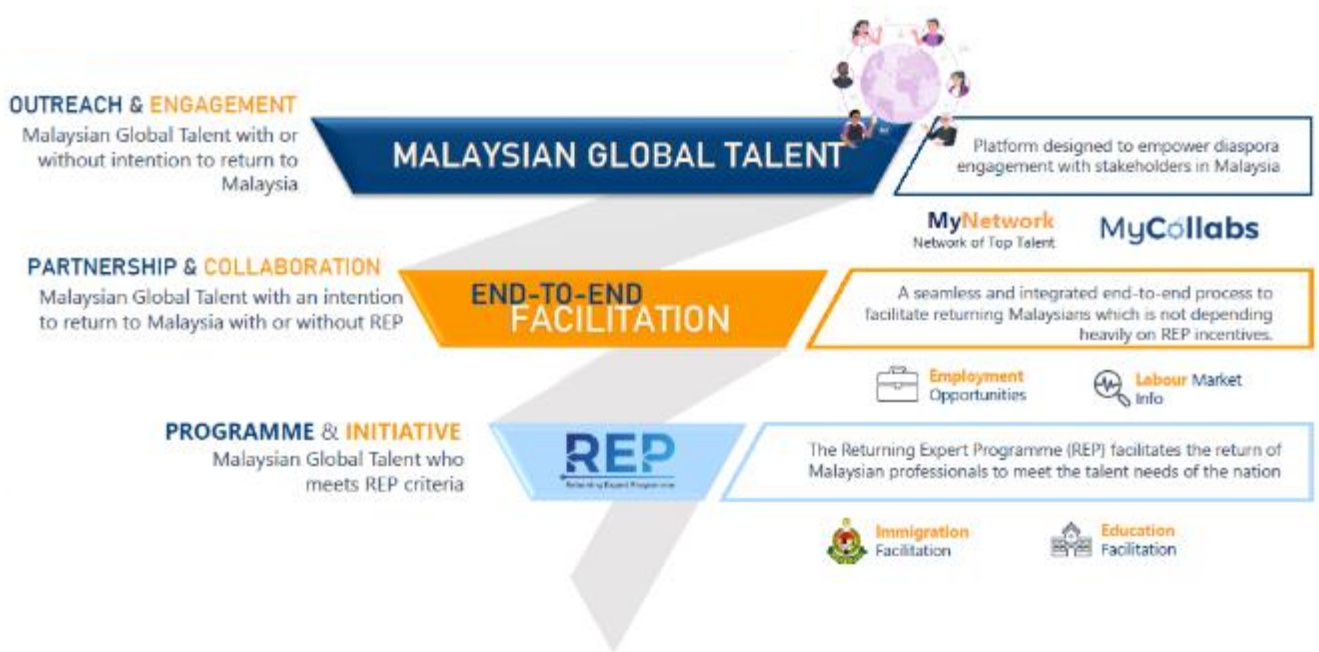 OUTREACH & ENGAGEMENT
Malaysian Global Talent with or
without intention to return to
Malaysia
MALAYSIAN GLOBAL TALENT
Platform designed to empower diaspora
engagement with stakeholders in Malaysia
MyNetwork
Network of Top Talent
MyCollabs
PARTNERSHIP & COLLABORATION
Malaysian Global Talent with an intention
to return to Malaysia with or without REP
END-TO-END
FACILITATION
A seamless and integrated end-to-end process to
facilitate returning Malaysians which is not depending
heavily on REP incentives.
Employment
Opportunities
Labour Market
Info
PROGRAMME & INITIATIVE
Malaysian Global Talent who
meets REP criteria
REP
Returning Expert Programme
The Returning Expert Programme (REP) facilitates the return of
Malaysian professionals to meet the talent needs of the nation
Immigration
Facilitation
Education
Facilitation